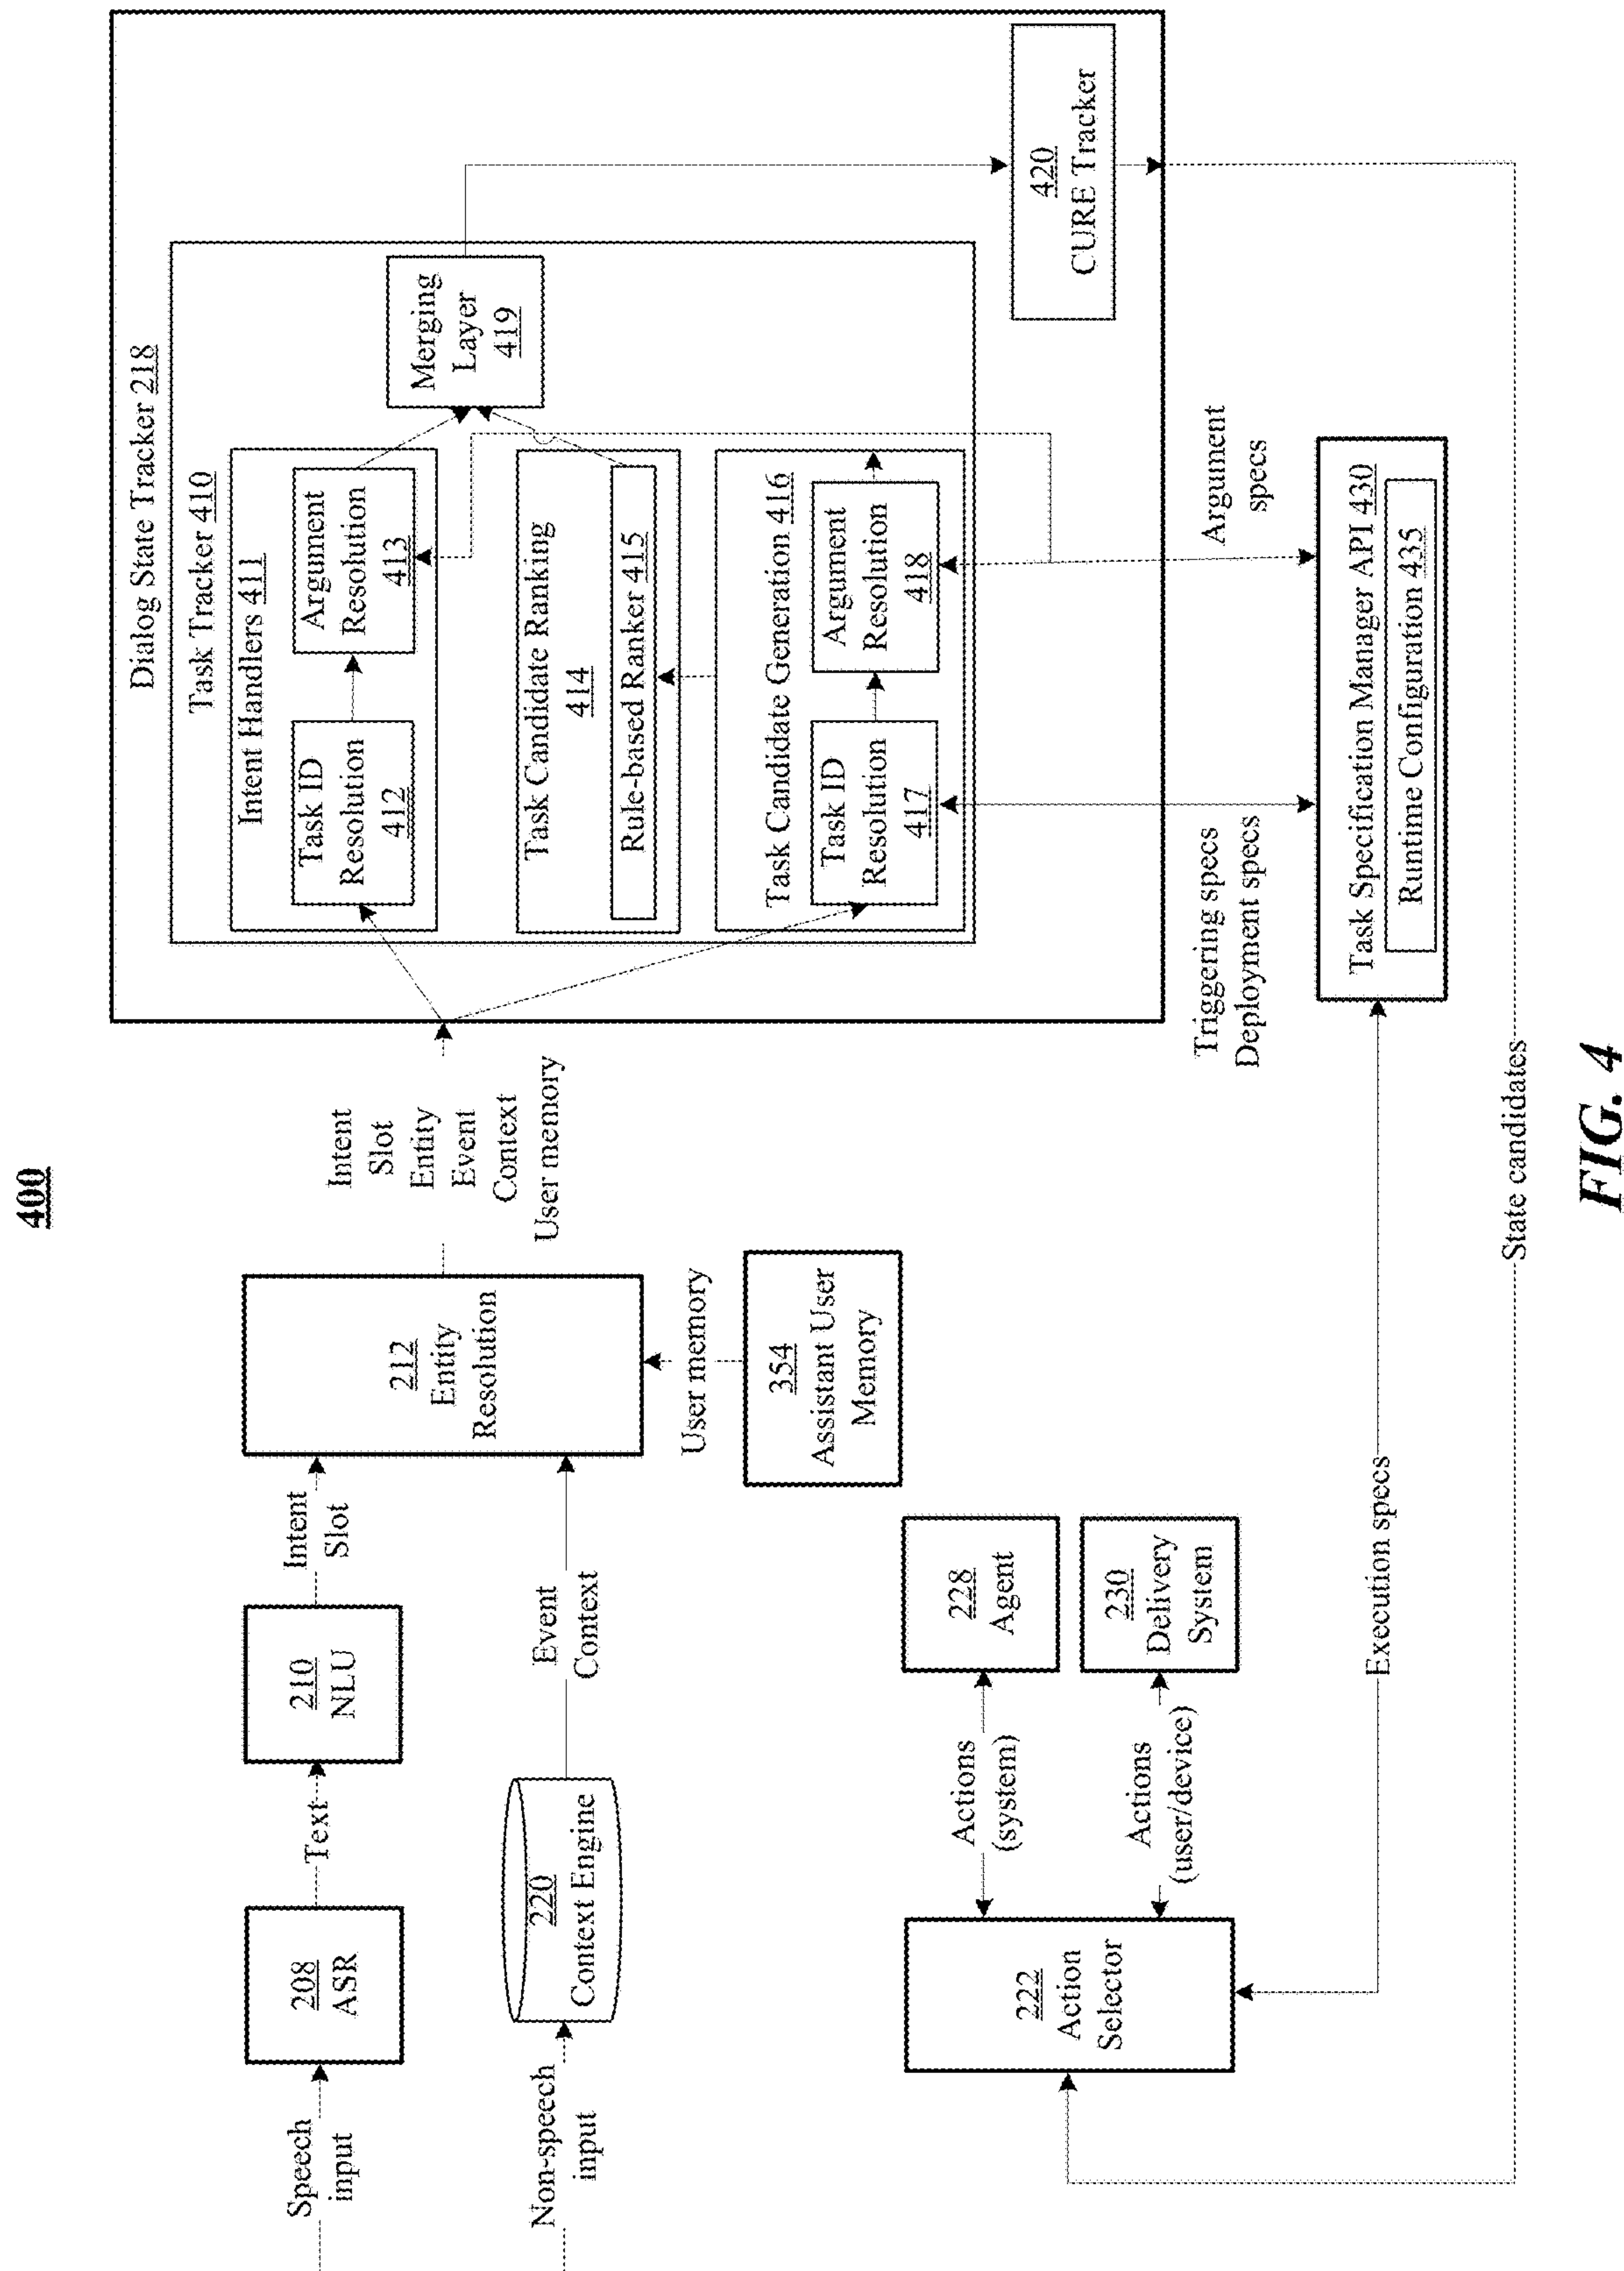 400
Speech
input
208
ASR
Text
210
NLU
Intent
Slot
Non-speech
input
220
Context Engine
Event
Context
212
Entity
Resolution
User memory
354
Assistant User
Memory
Intent
Slot
Entity
Event
Context
User memory
Dialog State Tracker 218
Task Tracker 410
Intent Handlers 411
Task ID
Resolution
412
Argument
Resolution
413
Task Candidate Ranking
414
Rule-based Ranker 415
Task Candidate Generation 416
Task ID
Resolution
417
Argument
Resolution
418
Merging
Layer
419
420
CURE Tracker
Triggering specs
Deployment specs
Argument
specs
Task Specification Manager API 430
Runtime Configuration 435
222
Action
Selector
Actions
(system)
228
Agent
Actions
(user/device)
230
Delivery
System
Execution specs
State candidates
FIG. 4